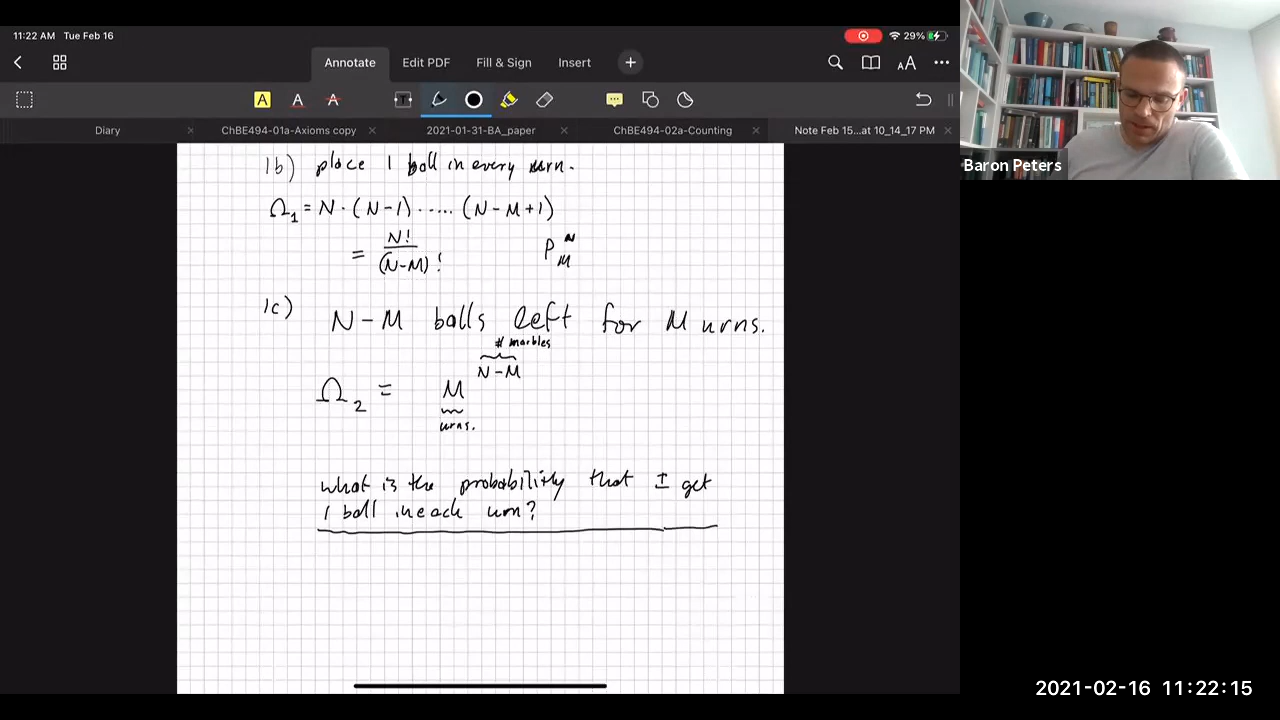 11:22 AM Tue Feb 16
29%
Annotate
Edit PDF
Fill & Sign
Insert
AA
A
A
A
T
Diary
ChBE494-01a-Axioms copy
2021-01-31-BA_paper
ChBE494-02a-Counting
Note Feb 15...at 10_14_17 PM
Baron Peters
1b) place 1 ball in every urn.
Ω₁ = N · (N-1) ..... (N-M+1)
= N! / (N-M)!
P^N_M
1c)
N-M balls left for M urns.
# marbles
N-M
Ω₂ = M
urns.
what is the probability that I get
1 ball in each urn?
2021-02-16 11:22:15